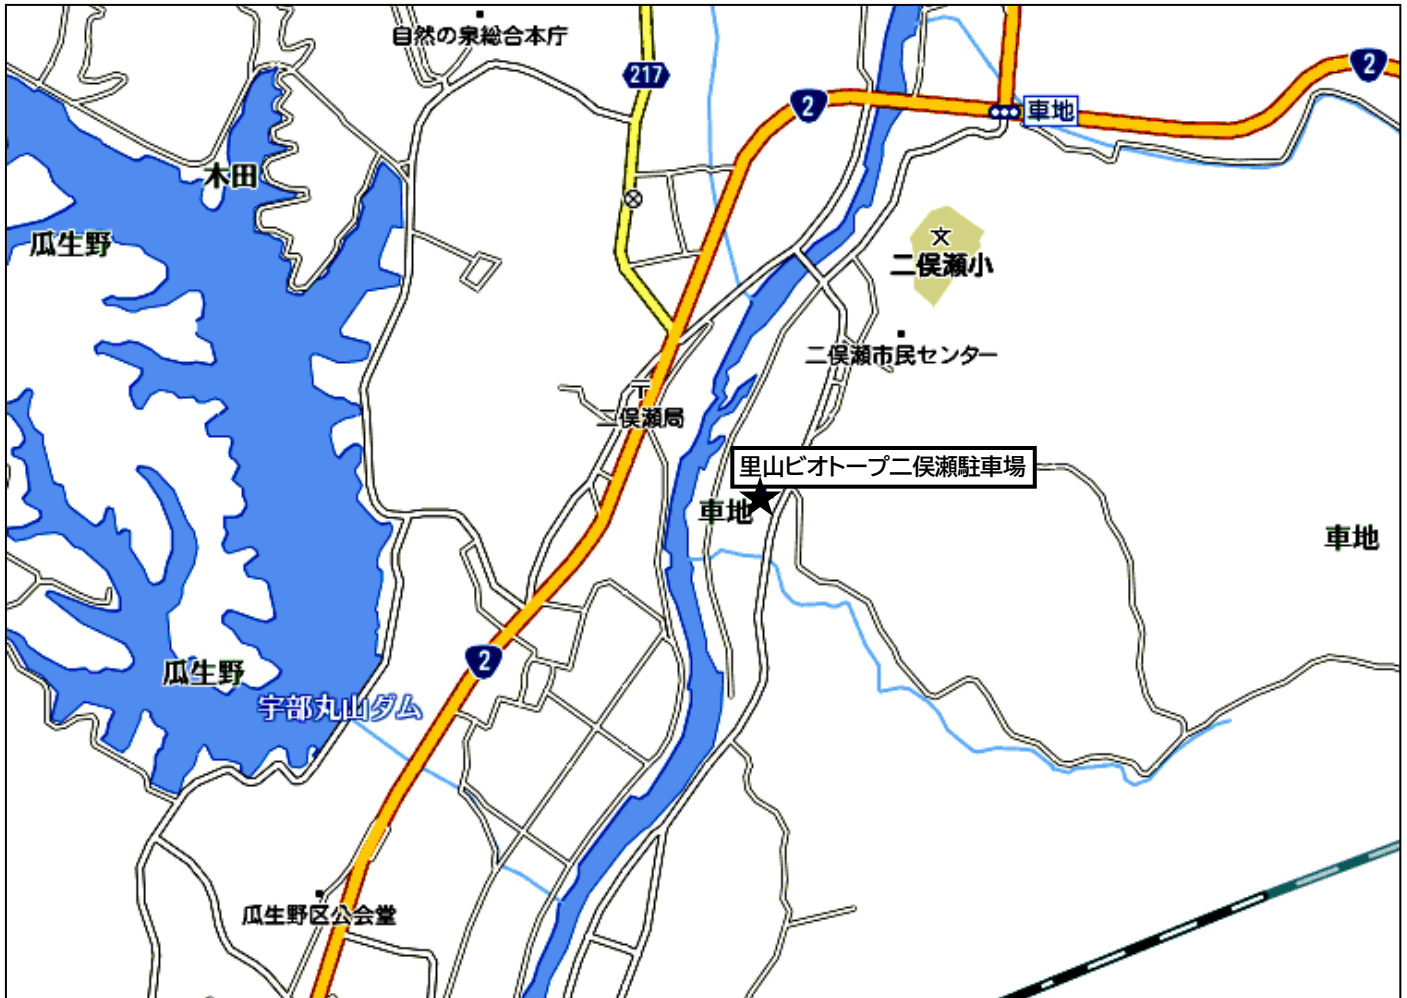 自然の泉総合本庁
217
2
2
車地
木田
瓜生野
文
二俣瀬小
二俣瀬市民センター
〒
二俣瀬局
里山ビオトープ二俣瀬駐車場
車地
車地
2
瓜生野
宇部丸山ダム
瓜生野区公会堂